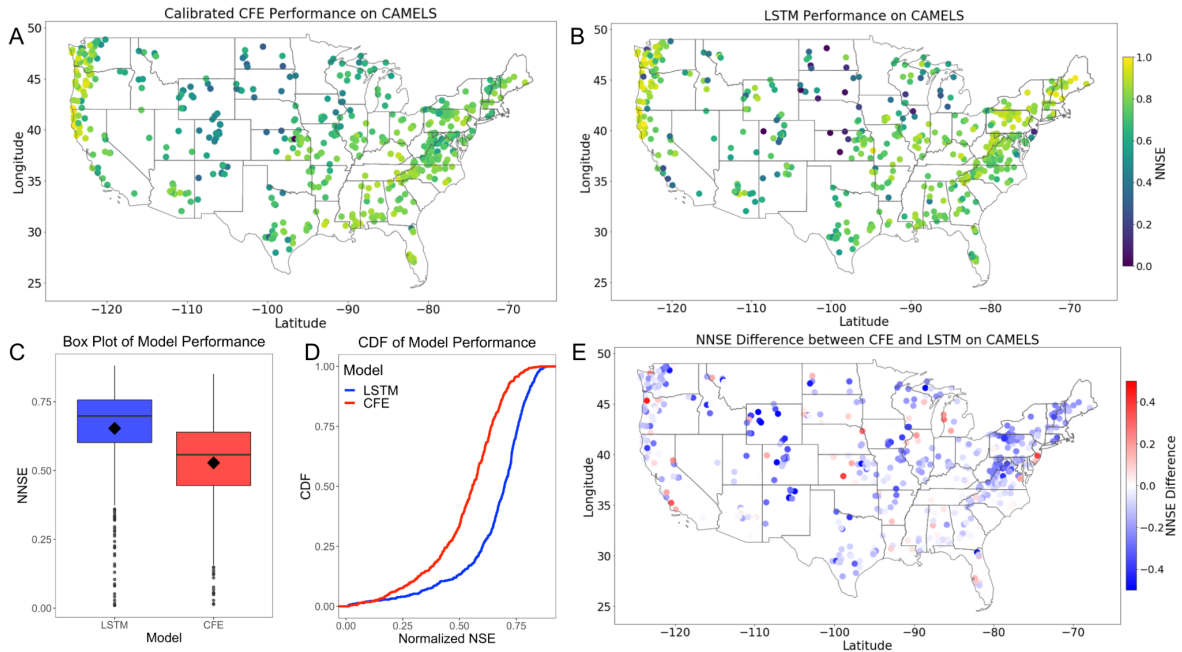 A
Calibrated CFE Performance on CAMELS
50
45
40
35
30
25
Longitude
−120
−110
−100
−90
−80
−70
Latitude
B
LSTM Performance on CAMELS
50
45
40
35
30
25
Longitude
−120
−110
−100
−90
−80
−70
Latitude
1.0
0.8
0.6
0.4
0.2
0.0
NNSE
C
Box Plot of Model Performance
NNSE
0.75
0.50
0.25
0.00
LSTM
CFE
Model
D
CDF of Model Performance
Model
LSTM
CFE
CDF
1.00
0.75
0.50
0.25
0.00
0.00
0.25
0.50
0.75
Normalized NSE
E
NNSE Difference between CFE and LSTM on CAMELS
50
45
40
35
30
25
Longitude
−120
−110
−100
−90
−80
−70
Latitude
0.4
0.2
0.0
−0.2
−0.4
NNSE Difference